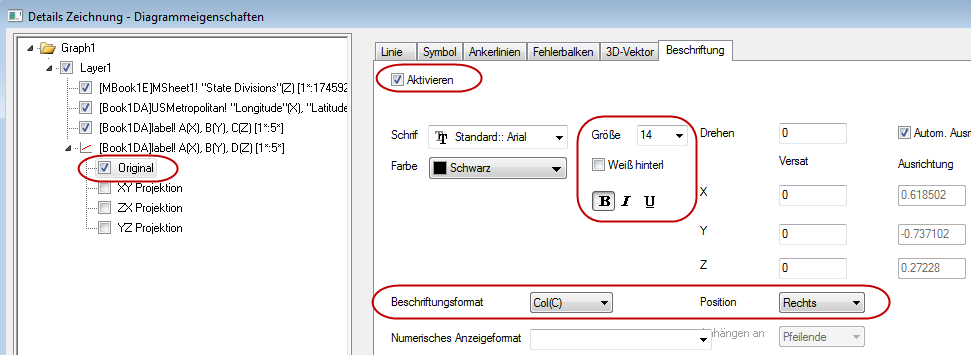 Details Zeichnung - Diagrammeigenschaften
Graph1
Layer1
[MBook1E]MSheet1! "State Divisions"(Z) [1*:174592
[Book1DA]USMetropolitan! "Longitude"(X), "Latitude
[Book1DA]label! A(X), B(Y), C(Z) [1*:5*]
[Book1DA]label! A(X), B(Y), D(Z) [1*:5*]
Original
XY Projektion
ZX Projektion
YZ Projektion
Linie Symbol Ankerlinien Fehlerbalken 3D-Vektor Beschriftung
Aktivieren
Schrif Standard:: Arial Größe 14 Drehen 0 Autom. Aus
Farbe Schwarz Weiß hinterl Versat Ausrichtung
B I U X 0 0.618502
Y 0 -0.737102
Z 0 0.27228
Beschriftungsformat Col(C) Position Rechts
Numerisches Anzeigeformat an Pfeilende